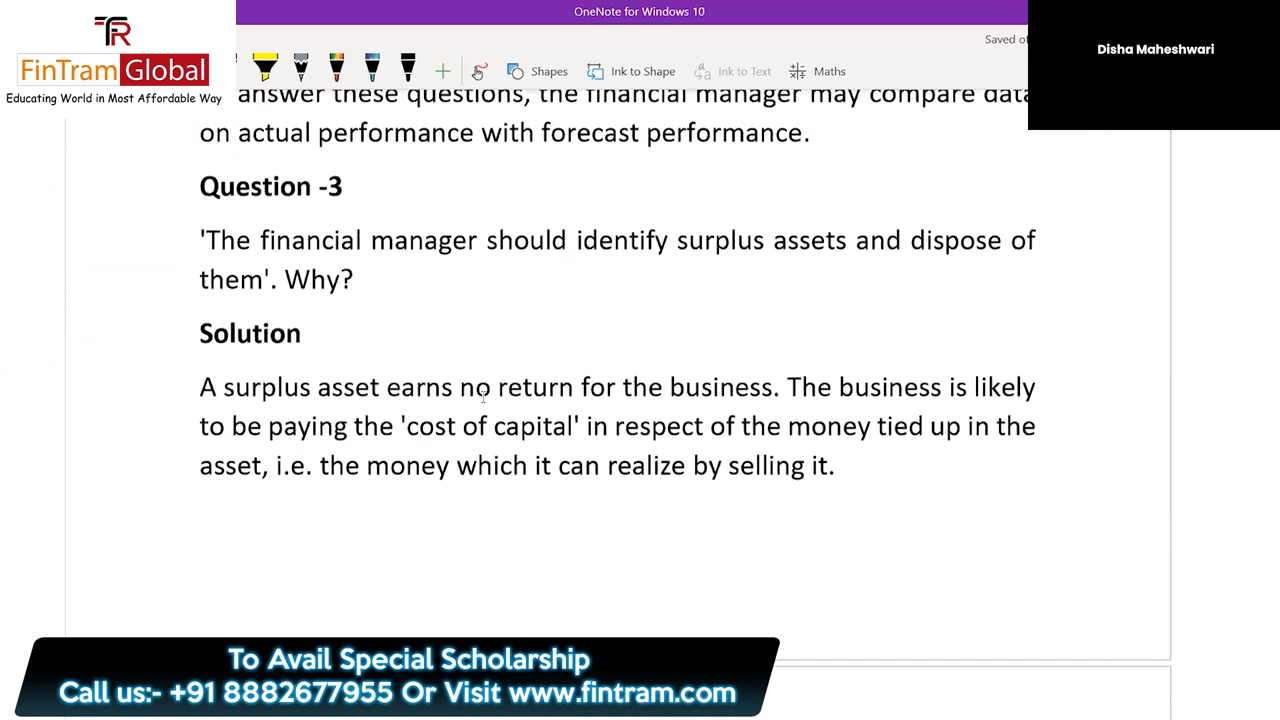 OneNote for Windows 10
TR
FinTram Global
Educating World in Most Affordable Way
Shapes
Ink to Shape
Ink to Text
Maths
Saved of
Disha Maheshwari
answer these questions, the financial manager may compare data
on actual performance with forecast performance.
Question -3
'The financial manager should identify surplus assets and dispose of
them'. Why?
Solution
A surplus asset earns no return for the business. The business is likely
to be paying the 'cost of capital' in respect of the money tied up in the
asset, i.e. the money which it can realize by selling it.
To Avail Special Scholarship
Call us:- +91 8882677955 Or Visit www.fintram.com